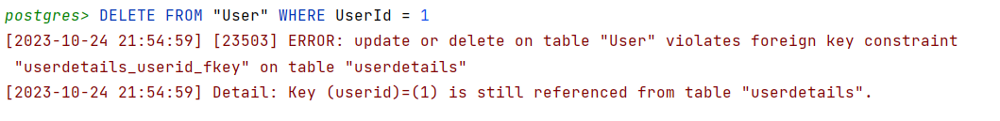 postgres> DELETE FROM "User" WHERE UserId = 1
[2023-10-24 21:54:59] [23503] ERROR: update or delete on table "User" violates foreign key constraint
"userdetails_userid_fkey" on table "userdetails"
[2023-10-24 21:54:59] Detail: Key (userid)=(1) is still referenced from table "userdetails".